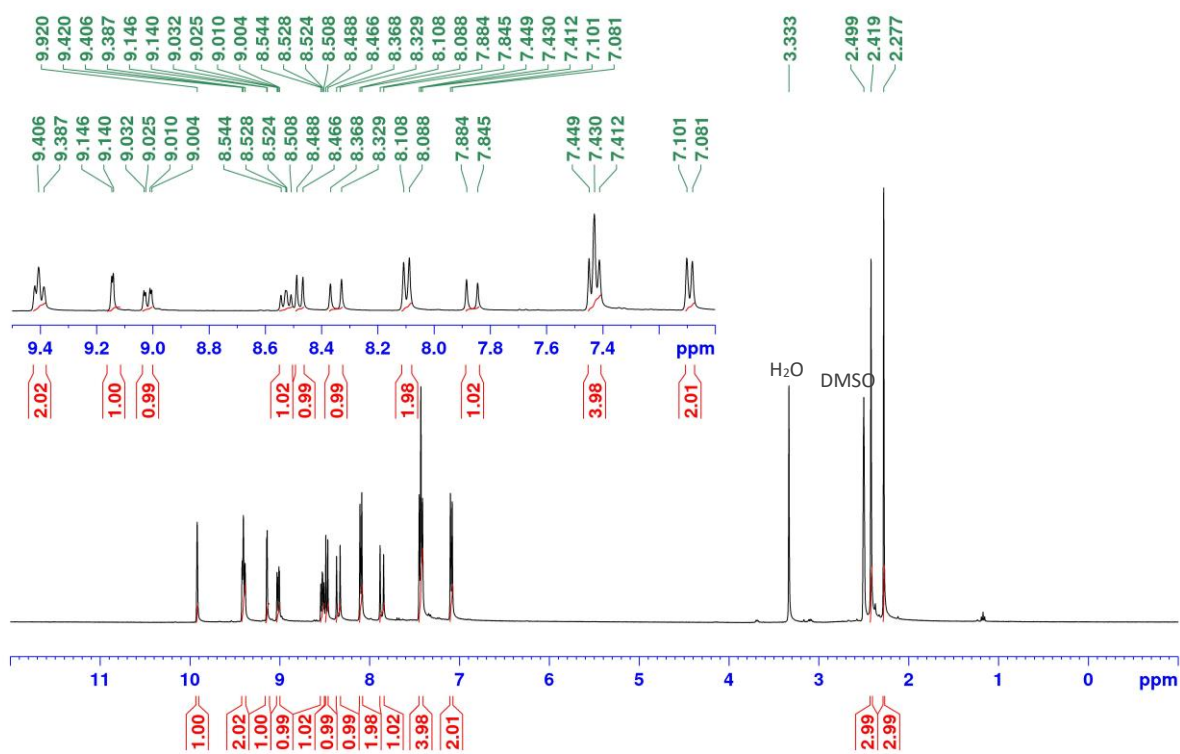 9.920 9.420 9.406 9.387 9.146 9.140 9.032 9.025 9.010 9.004 8.544 8.528 8.524 8.508 8.488 8.466 8.368 8.329 8.108 8.088 7.884 7.845 7.449 7.430 7.412 7.101 7.081 3.333 2.499 2.419 2.277
9.406 9.387 9.146 9.140 9.032 9.025 9.010 9.004 8.544 8.528 8.524 8.508 8.488 8.466 8.368 8.329 8.108 8.088 7.884 7.845 7.449 7.430 7.412 7.101 7.081
9.4 9.2 9.0 8.8 8.6 8.4 8.2 8.0 7.8 7.6 7.4 ppm
2.02 1.00 0.99 1.02 0.99 0.99 1.98 1.02 3.98 2.01
H₂O
DMSO
11 10 9 8 7 6 5 4 3 2 1 0 ppm
1.00 2.02 1.00 0.99 1.02 0.99 0.99 1.98 1.02 3.98 2.01 2.99 2.99